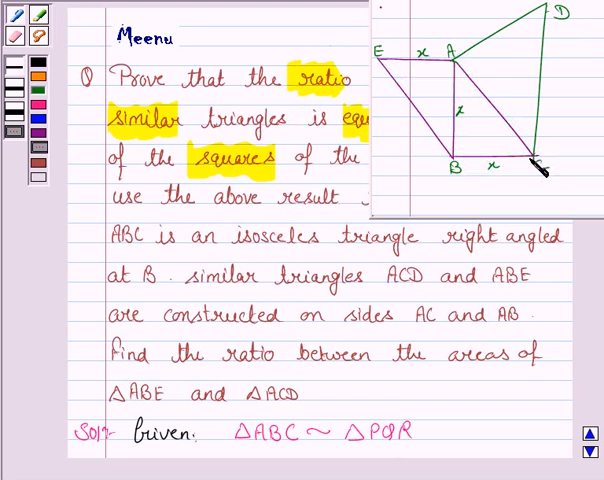 Meenu
Q Prove that the ratio
similar triangles is equ
of the squares of the
use the above result
ABC is an isosceles triangle right angled
at B. similar triangles ACD and ABE
are constructed on sides AC and AB.
Find the ratio between the areas of
△ABE and △ACD
Sol:- Given: △ABC ~ △PQR
D
E x A
x
B x